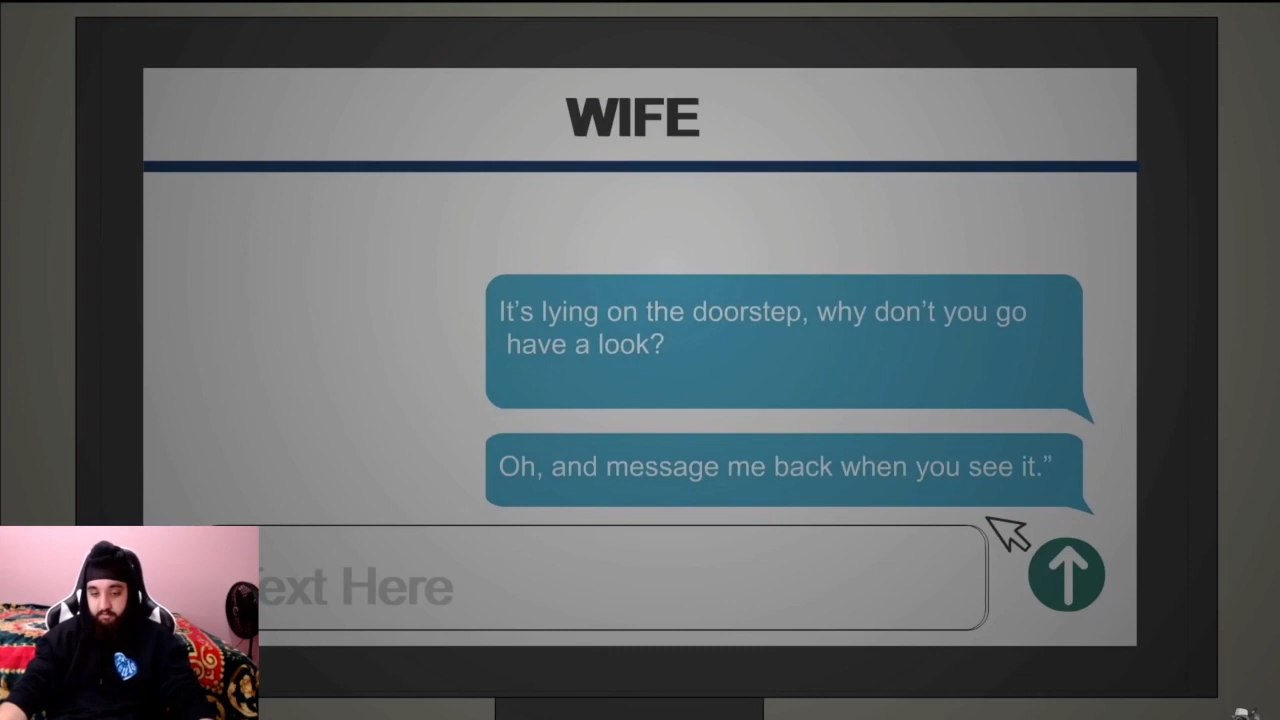 WIFE
It’s lying on the doorstep, why don’t you go
have a look?
Oh, and message me back when you see it.”
Here